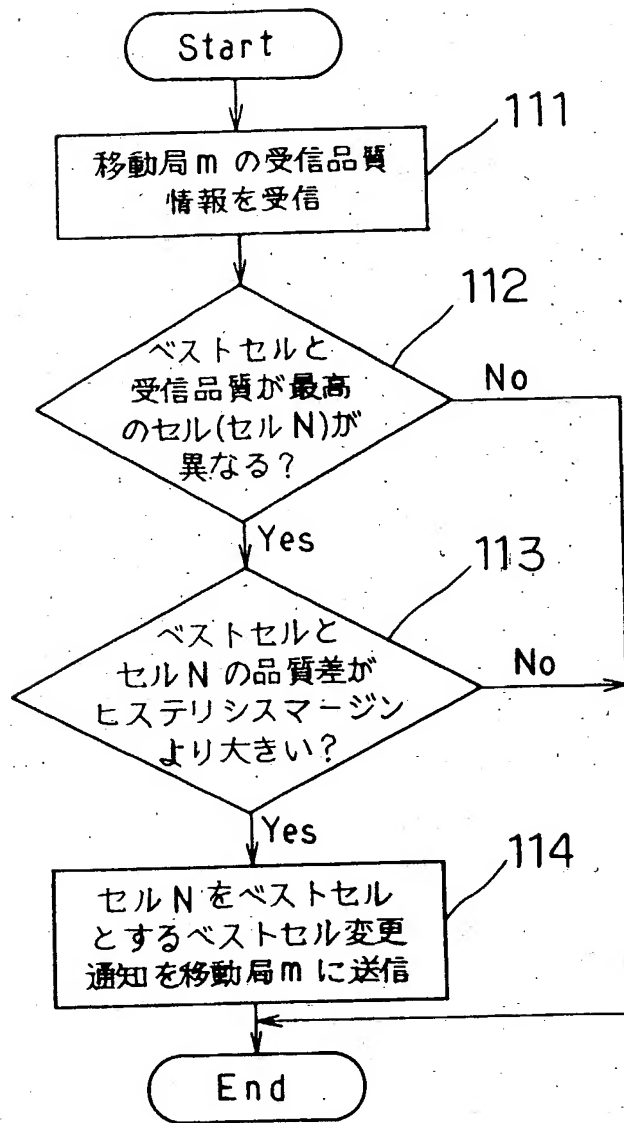 Start
111
移動局mの受信品質
情報を受信
112
ベストセルと
受信品質が最高
のセル(セルN)が
異なる?
No
Yes
113
ベストセルと
セルNの品質差が
ヒステリシスマージン
より大きい?
No
Yes
114
セルNをベストセル
とするベストセル変更
通知を移動局mに送信
End